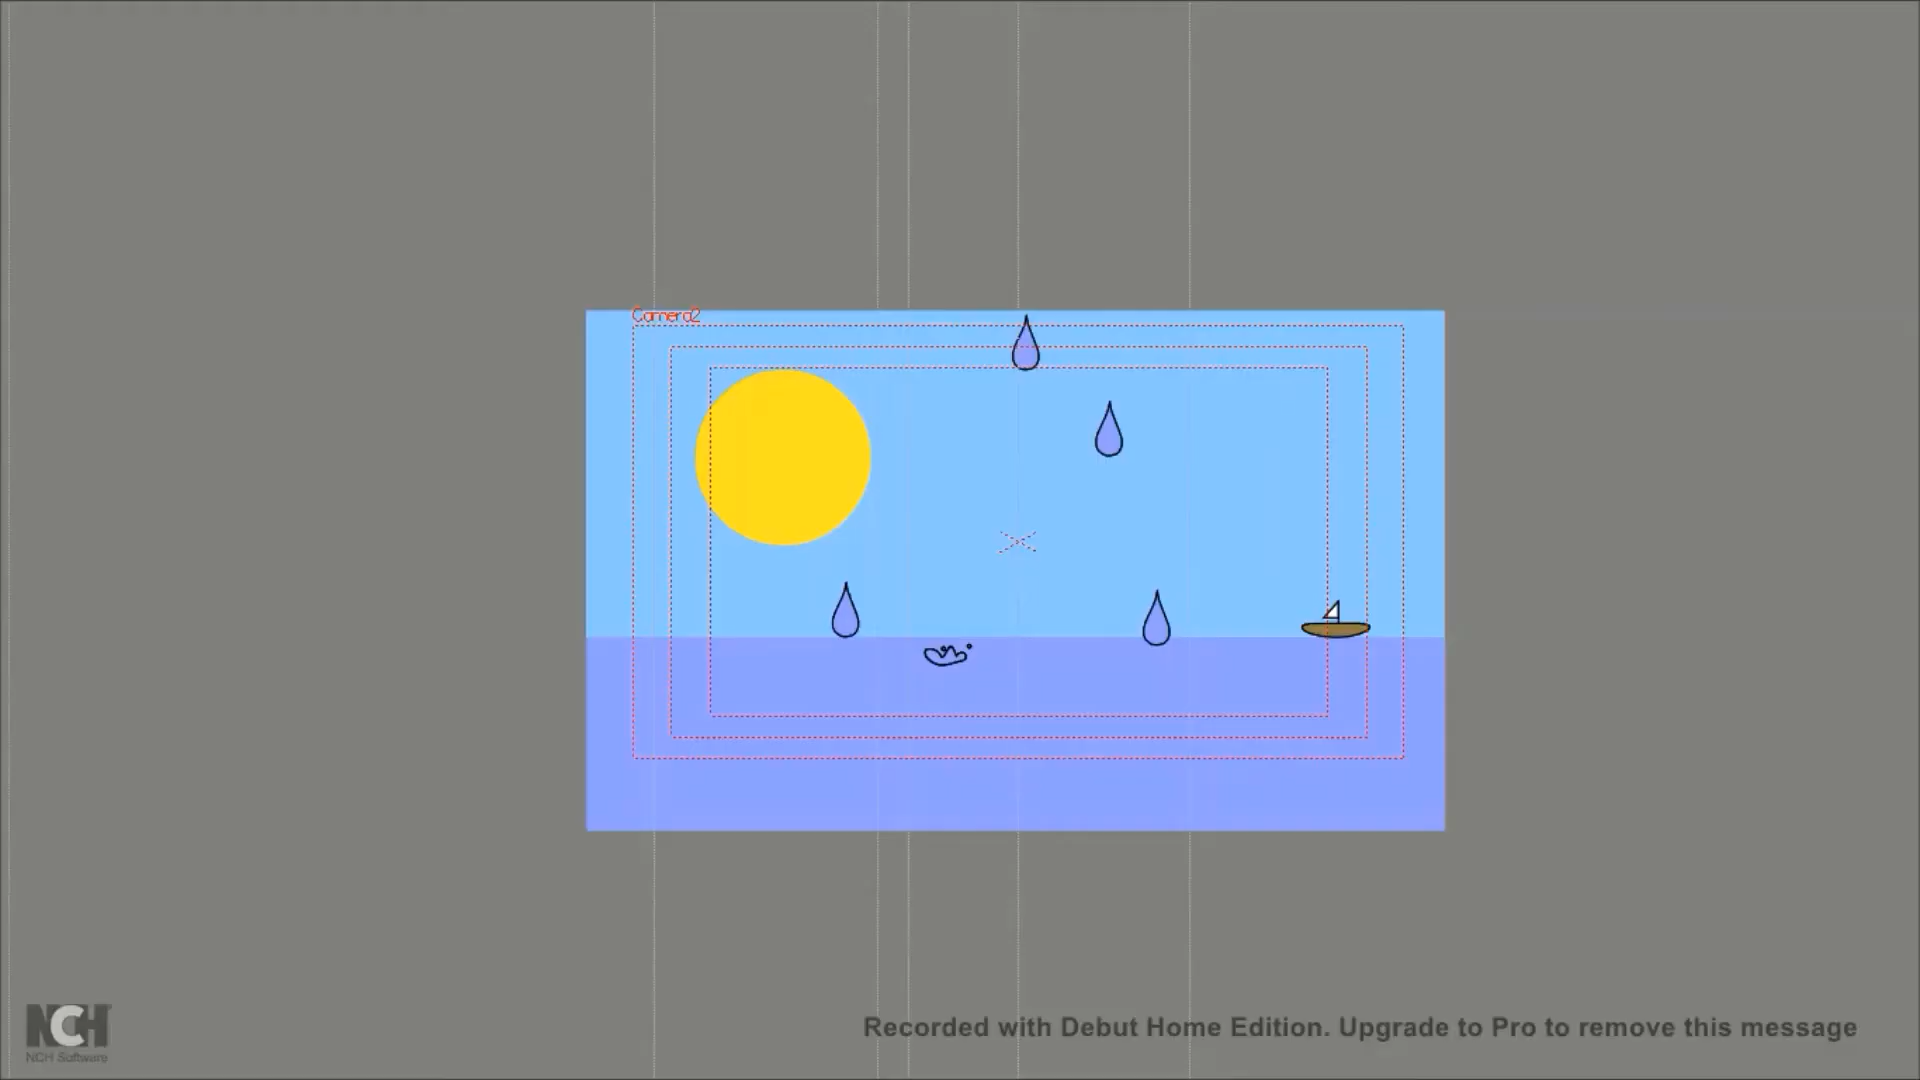 Camera2
NCH
NCH Software
Recorded with Debut Home Edition. Upgrade to Pro to remove this message